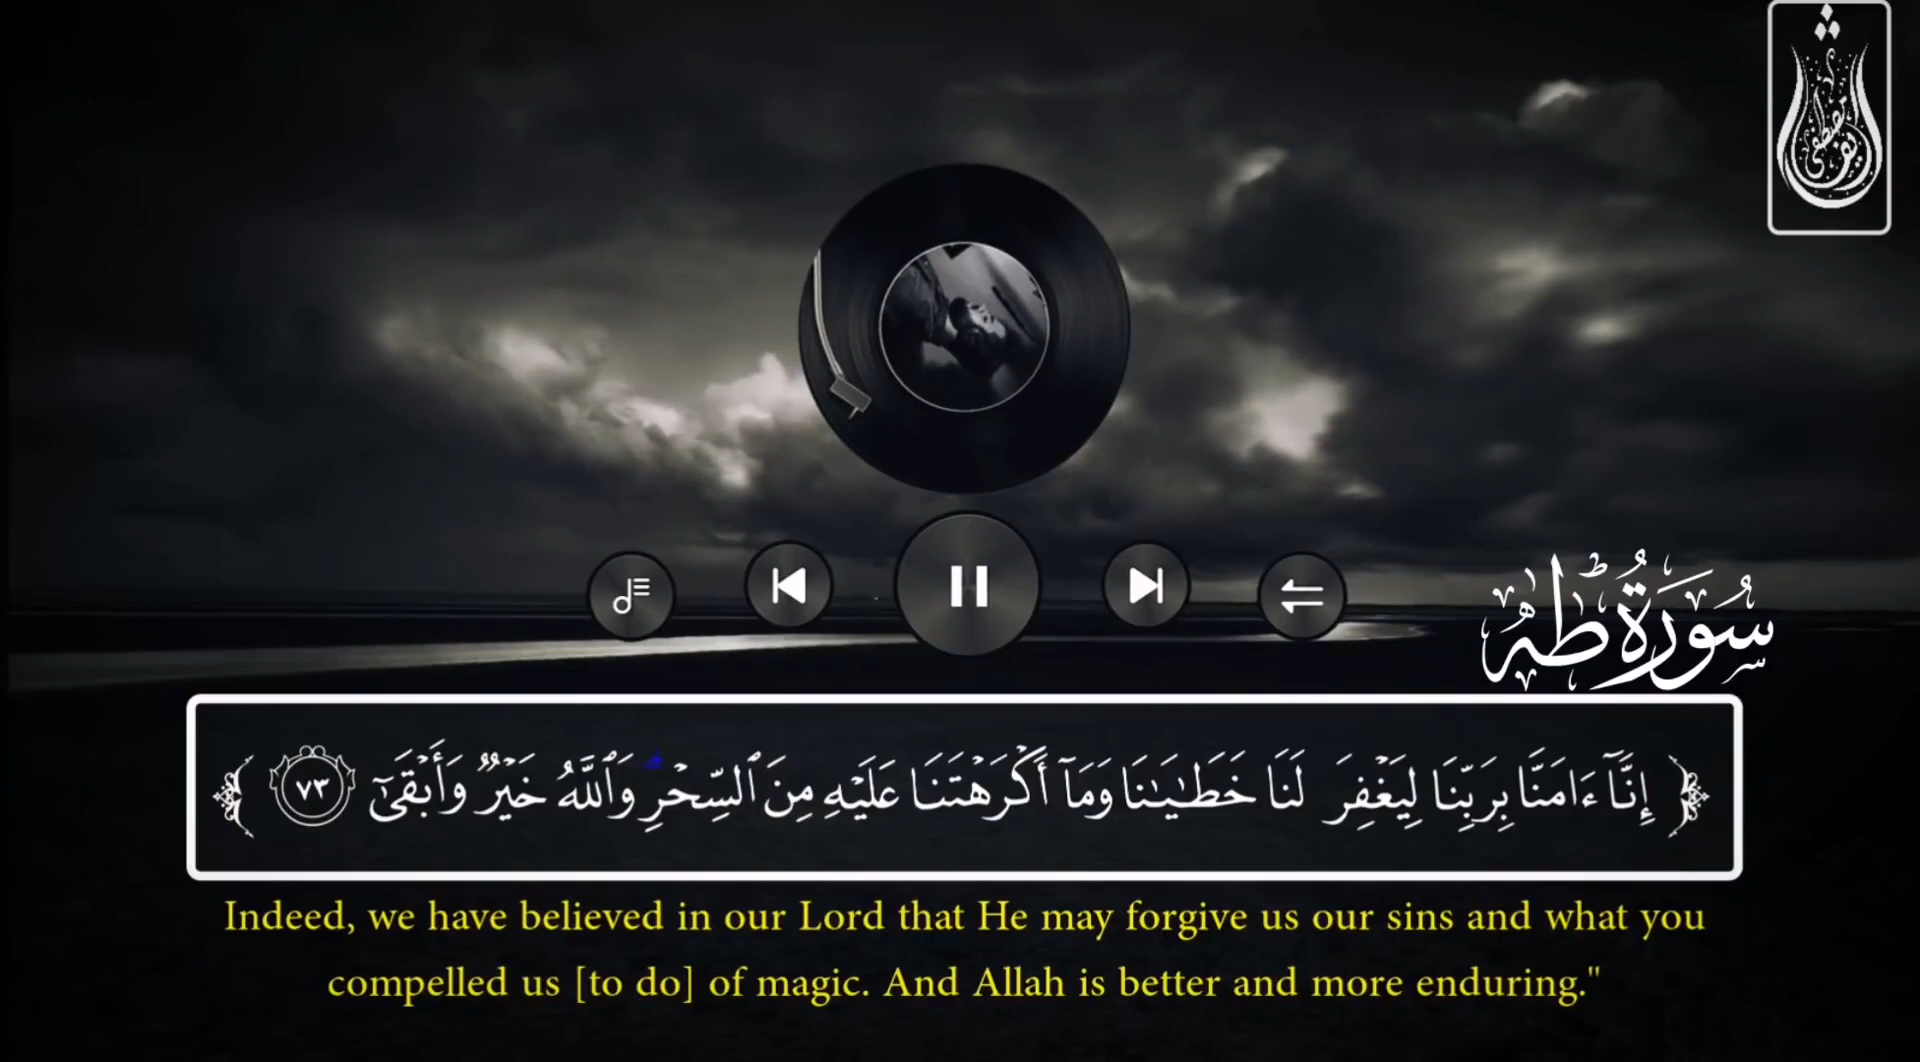 سُورَةُ طه
إِنَّآ ءَامَنَّا بِرَبِّنَا لِيَغْفِرَ لَنَا خَطَٰيَٰنَا وَمَآ أَكْرَهْتَنَا عَلَيْهِ مِنَ ٱلسِّحْرِ وَٱللَّهُ خَيْرٌ وَأَبْقَىٰٓ ٧٣
Indeed, we have believed in our Lord that He may forgive us our sins and what you
compelled us [to do] of magic. And Allah is better and more enduring."